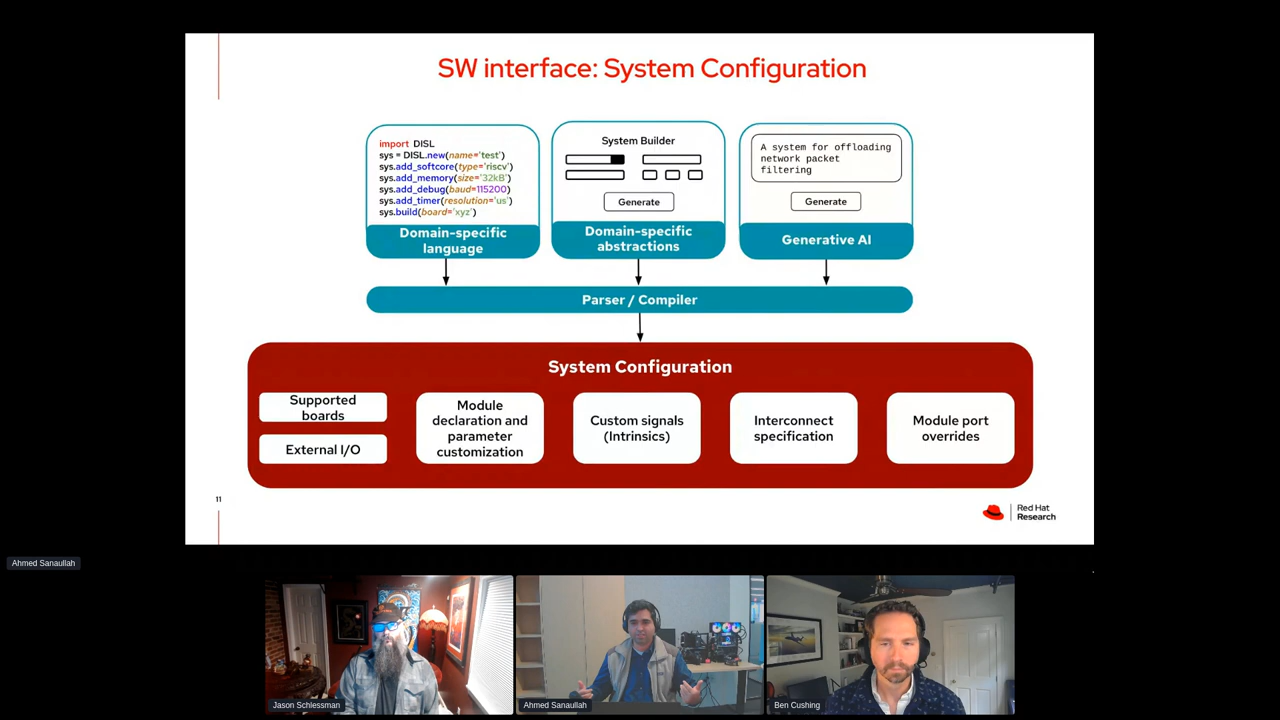 SW interface: System Configuration
import DISL
sys = DISL.new(name='test')
sys.add_softcore(type='riscv')
sys.add_memory(size='32kB')
sys.add_debug(baud=115200)
sys.add_timer(resolution='us')
sys.build(board='xyz')
Domain-specific
language
System Builder
Generate
Domain-specific
abstractions
A system for offloading
network packet
filtering
Generate
Generative AI
Parser / Compiler
System Configuration
Supported
boards
External I/O
Module
declaration and
parameter
customization
Custom signals
(Intrinsics)
Interconnect
specification
Module port
overrides
11
Red Hat
Research
Ahmed Sanaullah
Jason Schlessman
Ahmed Sanaullah
Ben Cushing